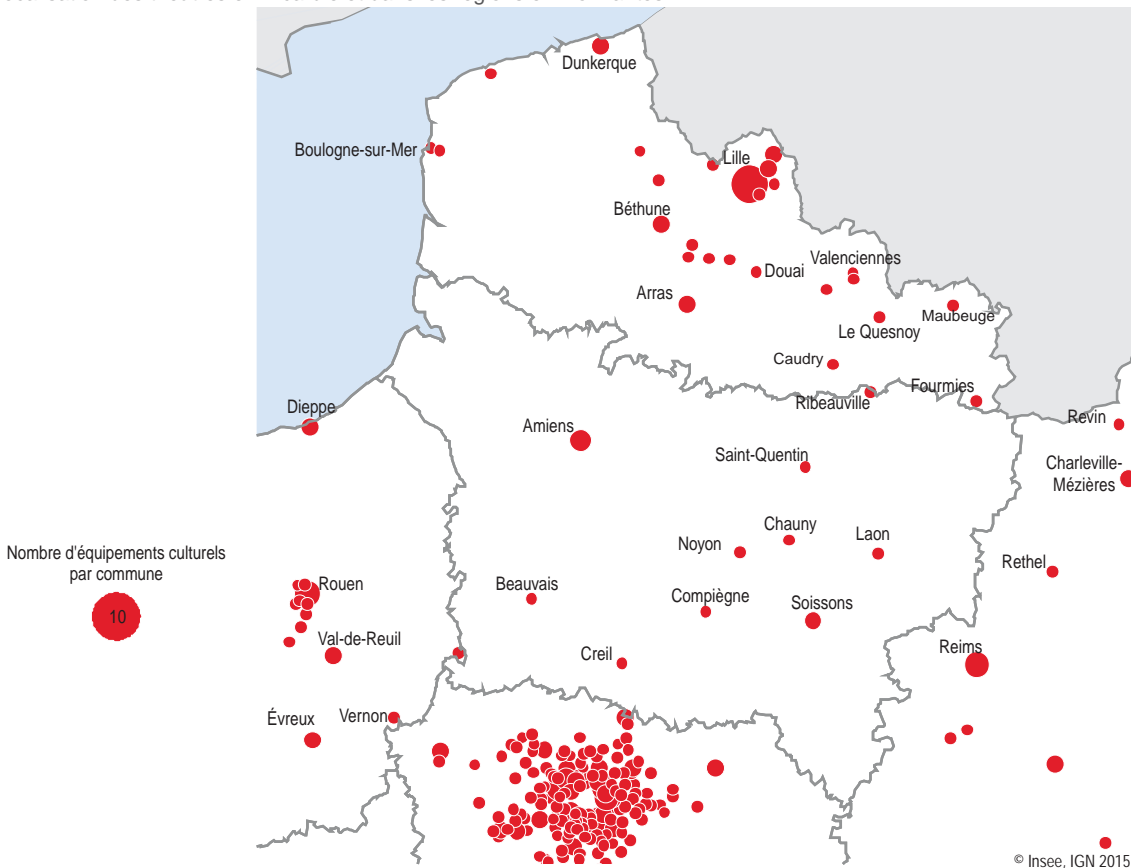 Dunkerque
Boulogne-sur-Mer
Lille
Béthune
Valenciennes
Douai
Arras
Maubeuge
Le Quesnoy
Caudry
Fourmies
Ribeauville
Dieppe
Revin
Amiens
Saint-Quentin
Charleville-
Mézières
Chauny
Laon
Noyon
Nombre d'équipements culturels
par commune
10
Rethel
Rouen
Beauvais
Compiègne
Soissons
Val-de-Reuil
Creil
Reims
Évreux
Vernon
© Insee, IGN 2015